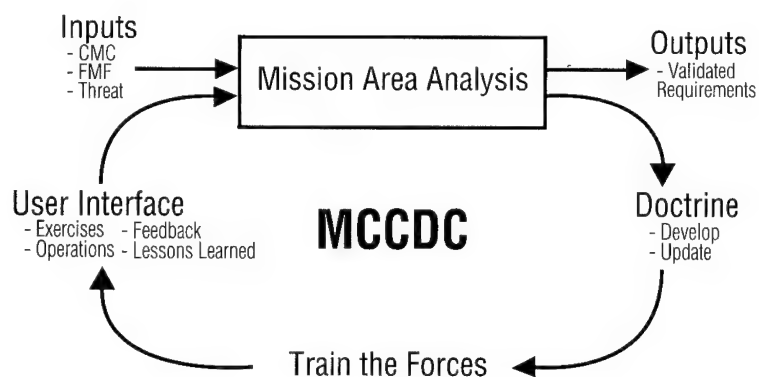 Inputs
- CMC
- FMF
- Threat
Mission Area Analysis
Outputs
- Validated
Requirements
User Interface
- Exercises - Feedback
- Operations - Lessons Learned
MCCDC
Doctrine
- Develop
- Update
Train the Forces